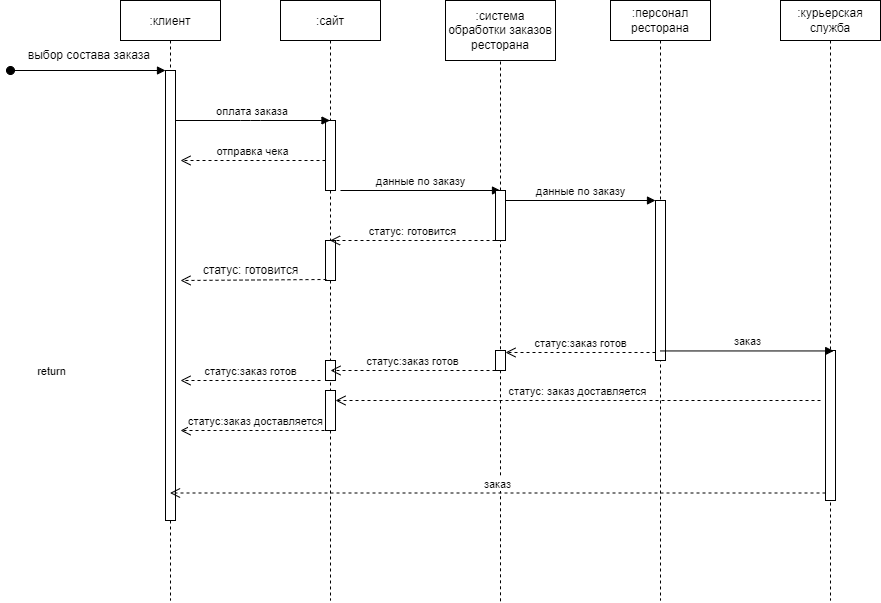 :клиент
:сайт
:система
обработки заказов
ресторана
:персонал
ресторана
:курьерская
служба
выбор состава заказа
оплата заказа
отправка чека
данные по заказу
данные по заказу
статус: готовится
статус: готовится
статус:заказ готов
заказ
статус:заказ готов
статус:заказ готов
return
статус: заказ доставляется
статус:заказ доставляется
заказ